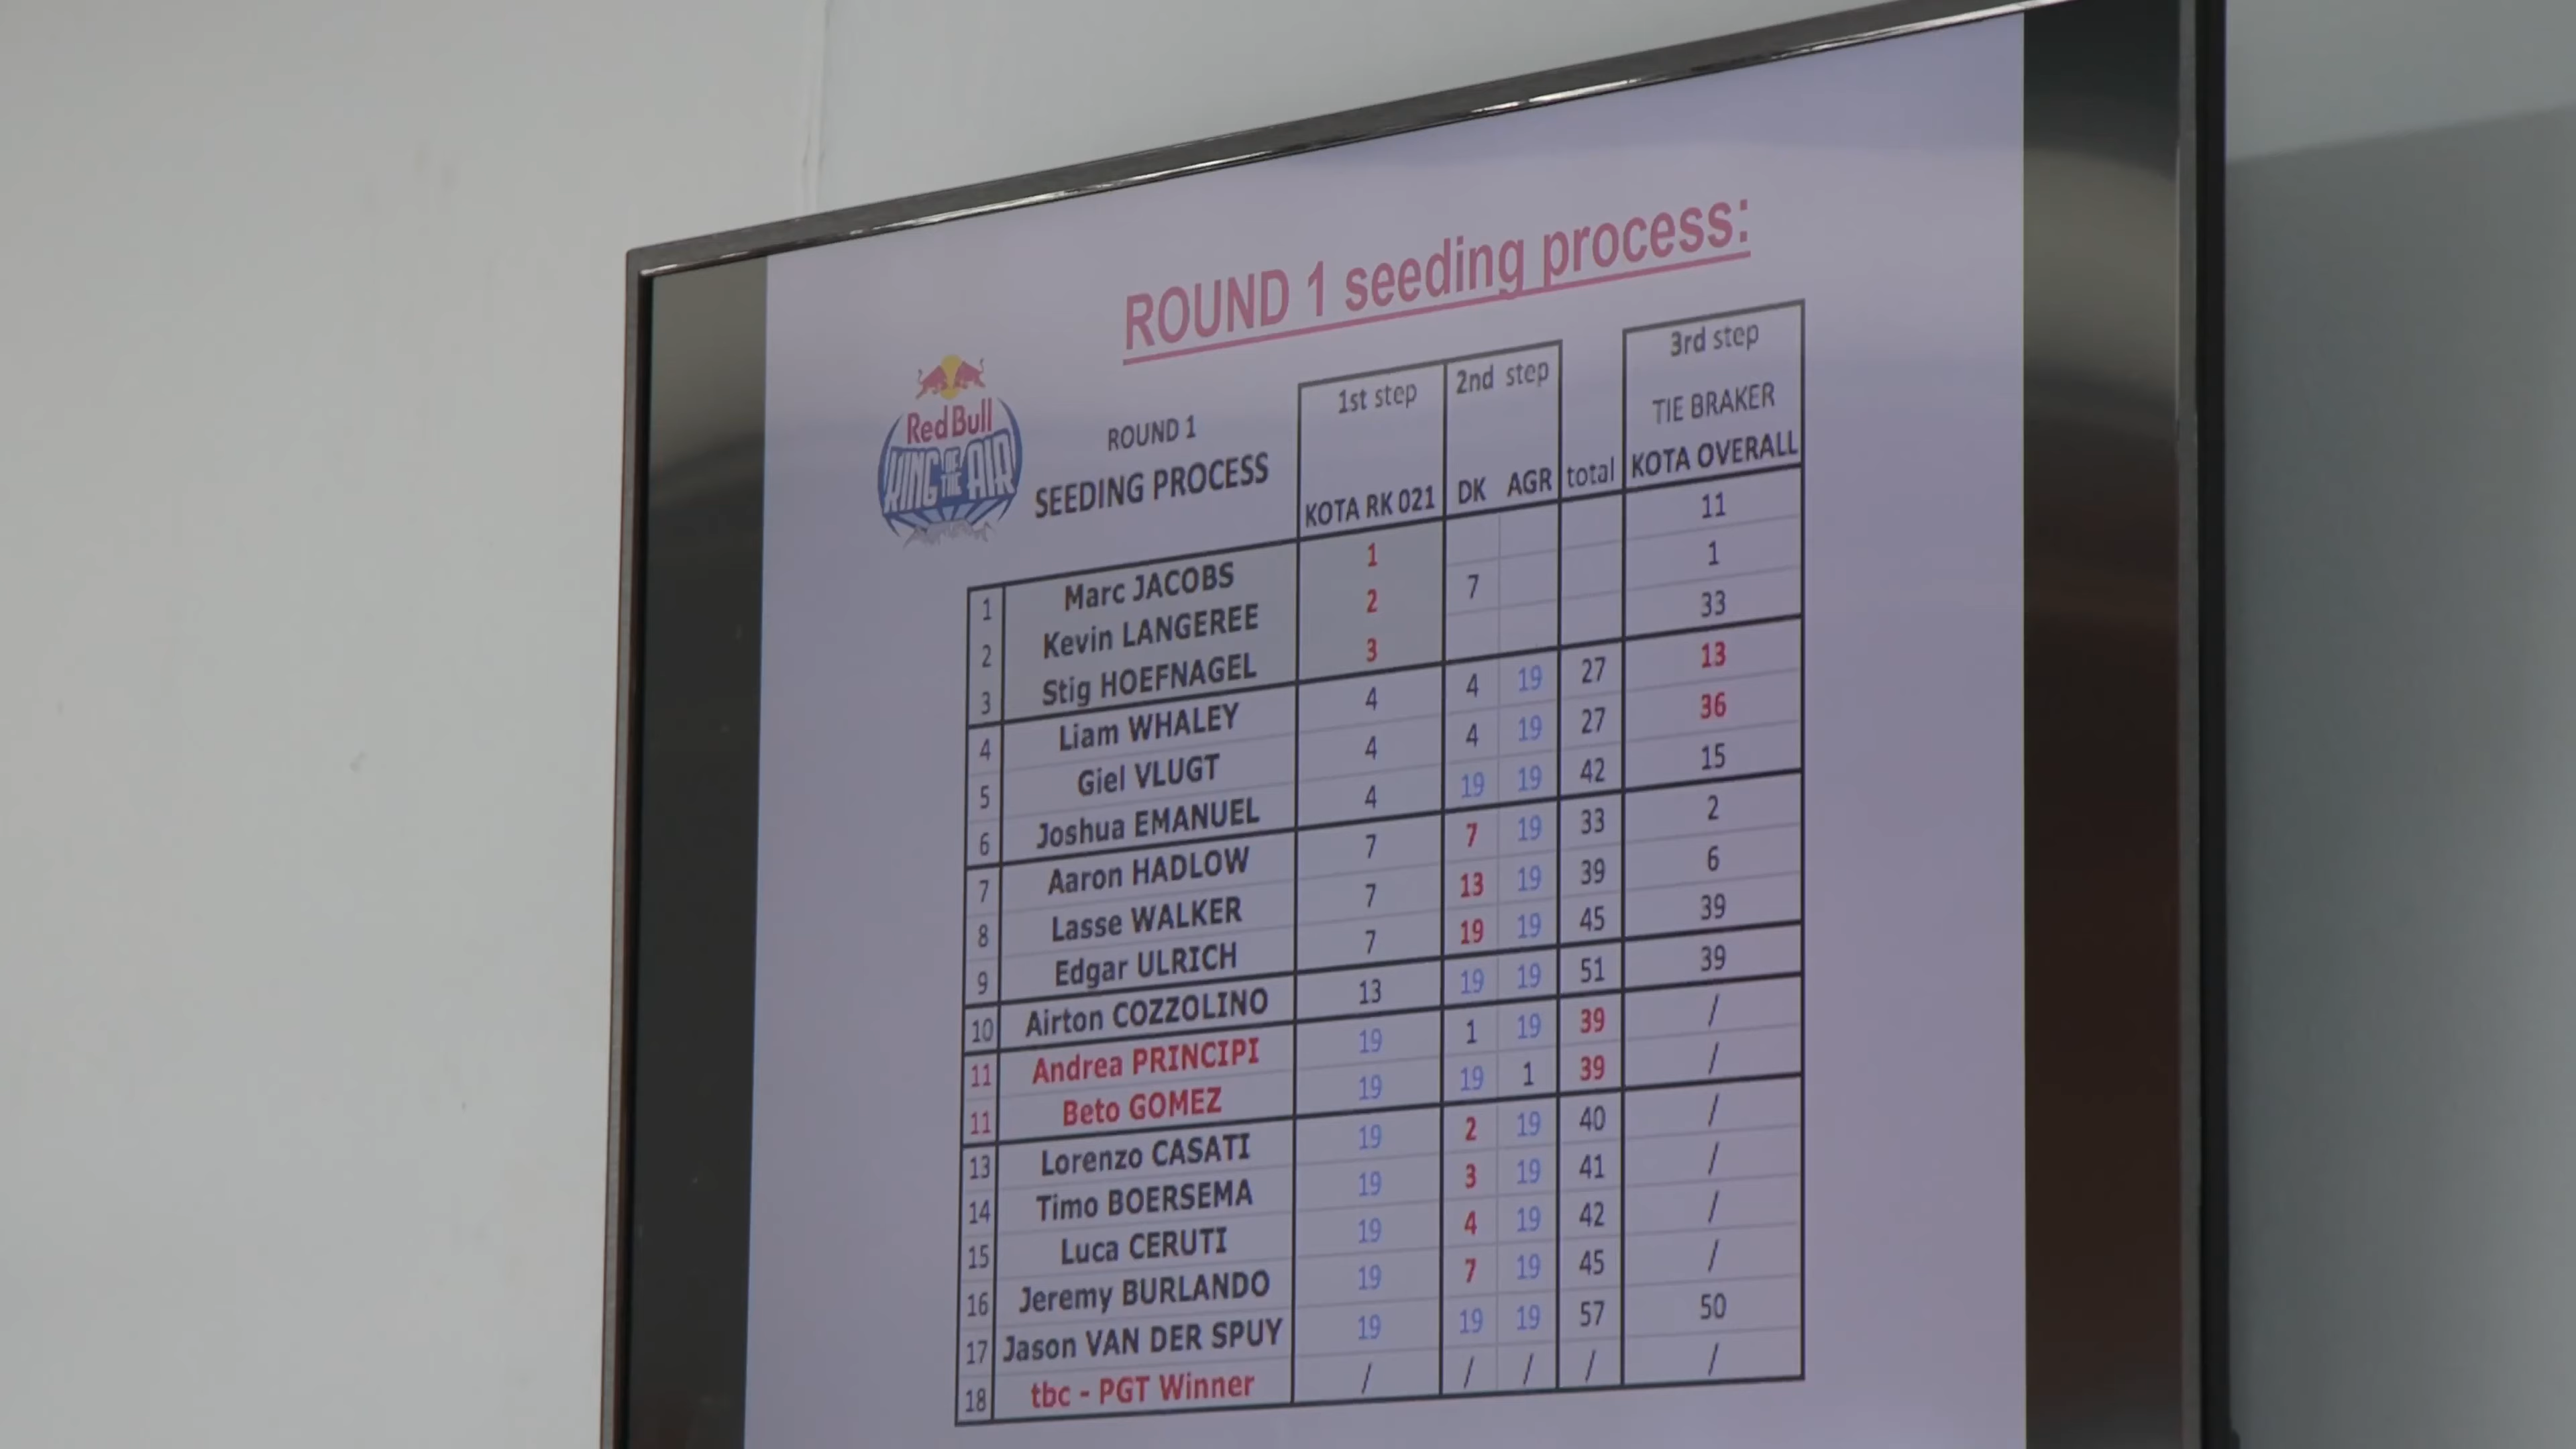 ROUND 1 seeding process:
Red Bull
KING OF THE AIR
ROUND 1
SEEDING PROCESS
1st step
KOTA RK 021
2nd step
DK AGR total
3rd step
TIE BRAKER
KOTA OVERALL
1 Marc JACOBS 1 11
2 Kevin LANGEREE 2 7 1
3 Stig HOEFNAGEL 3 33
4 Liam WHALEY 4 4 19 27 13
5 Giel VLUGT 4 4 19 27 36
6 Joshua EMANUEL 4 19 19 42 15
7 Aaron HADLOW 7 7 19 33 2
8 Lasse WALKER 7 13 19 39 6
9 Edgar ULRICH 7 19 19 45 39
10 Airton COZZOLINO 13 19 19 51 39
11 Andrea PRINCIPI 19 1 19 39 /
11 Beto GOMEZ 19 19 1 39 /
13 Lorenzo CASATI 19 2 19 40 /
14 Timo BOERSEMA 19 3 19 41 /
15 Luca CERUTI 19 4 19 42 /
16 Jeremy BURLANDO 19 7 19 45 /
17 Jason VAN DER SPUY 19 19 19 57 50
18 tbc - PGT Winner / / / / /